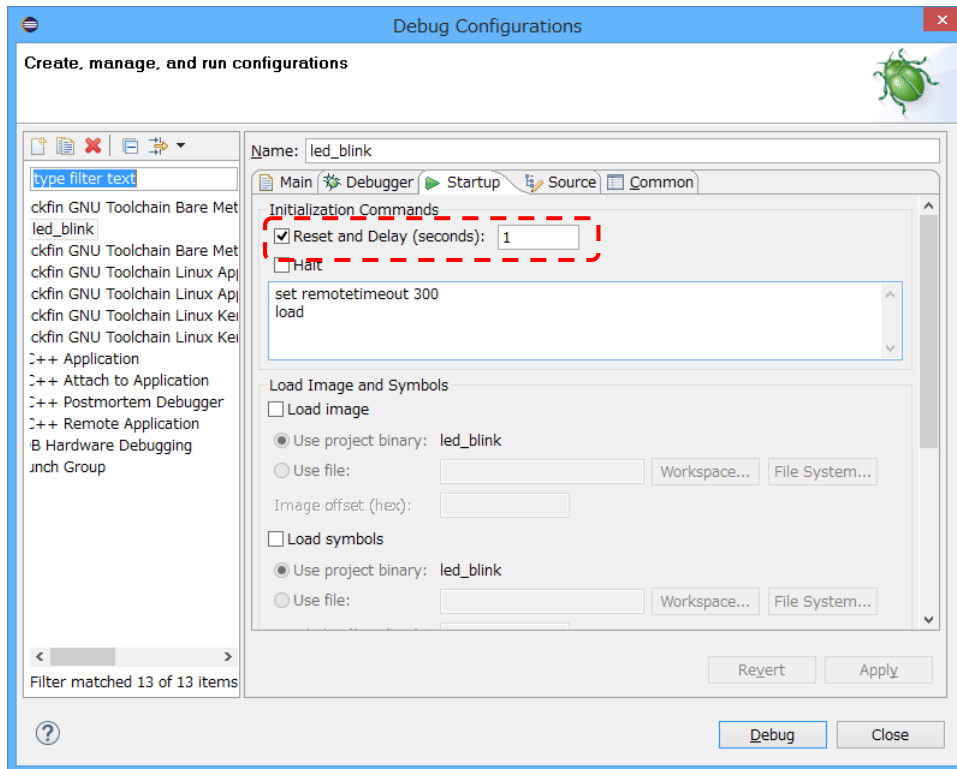 Debug Configurations
Create, manage, and run configurations
type filter text
ckfin GNU Toolchain Bare Met
led_blink
ckfin GNU Toolchain Bare Met
ckfin GNU Toolchain Linux App
ckfin GNU Toolchain Linux App
ckfin GNU Toolchain Linux Ker
ckfin GNU Toolchain Linux Ker
C++ Application
C++ Attach to Application
C++ Postmortem Debugger
C++ Remote Application
B Hardware Debugging
unch Group
Filter matched 13 of 13 items
Name: led_blink
Main Debugger Startup Source Common
Initialization Commands
Reset and Delay (seconds): 1
Halt
set remotetimeout 300
load
Load Image and Symbols
Load image
Use project binary: led_blink
Use file: Workspace... File System...
Image offset (hex):
Load symbols
Use project binary: led_blink
Use file: Workspace... File System...
Revert Apply
Debug Close